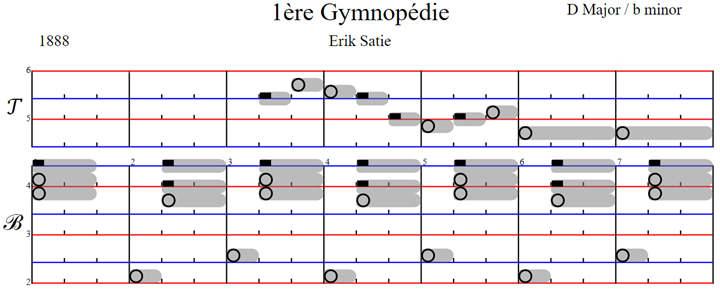 1ère Gymnopédie
D Major / b minor
1888
Erik Satie
6
𝒯
5
2 3 4 5 6 7
4
ℬ
3
2